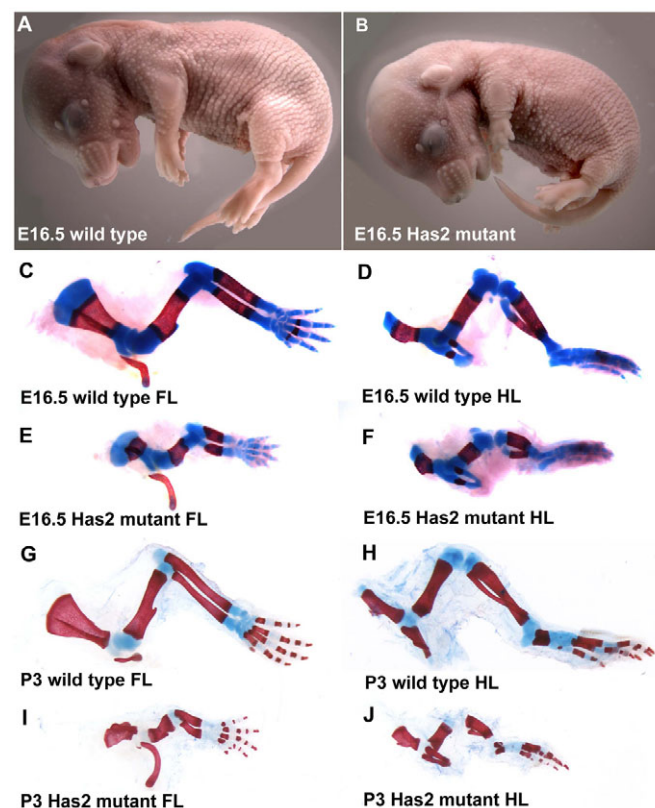 A
B
E16.5 wild type
E16.5 Has2 mutant
C
D
E16.5 wild type FL
E16.5 wild type HL
E
F
E16.5 Has2 mutant FL
E16.5 Has2 mutant HL
G
H
P3 wild type FL
P3 wild type HL
I
J
P3 Has2 mutant FL
P3 Has2 mutant HL